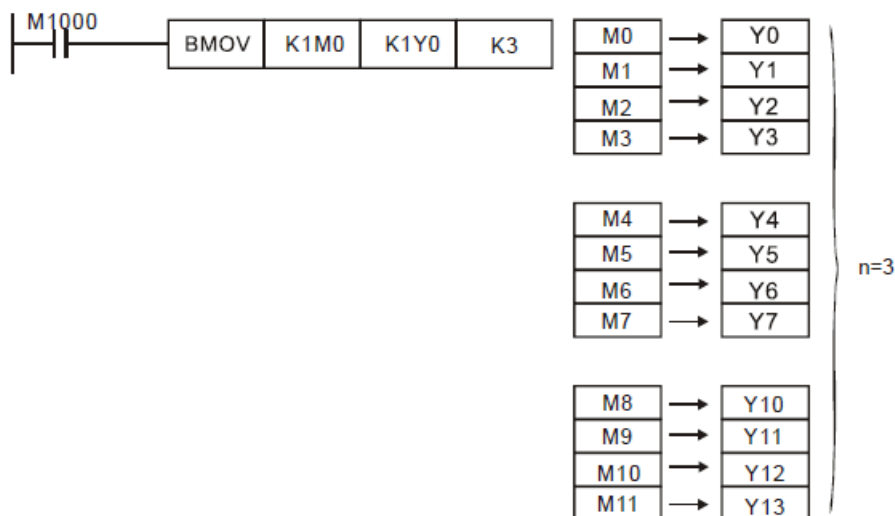 M1000
BMOV K1M0 K1Y0 K3
M0 Y0
M1 Y1
M2 Y2
M3 Y3
M4 Y4
M5 Y5
M6 Y6
M7 Y7
n=3
M8 Y10
M9 Y11
M10 Y12
M11 Y13